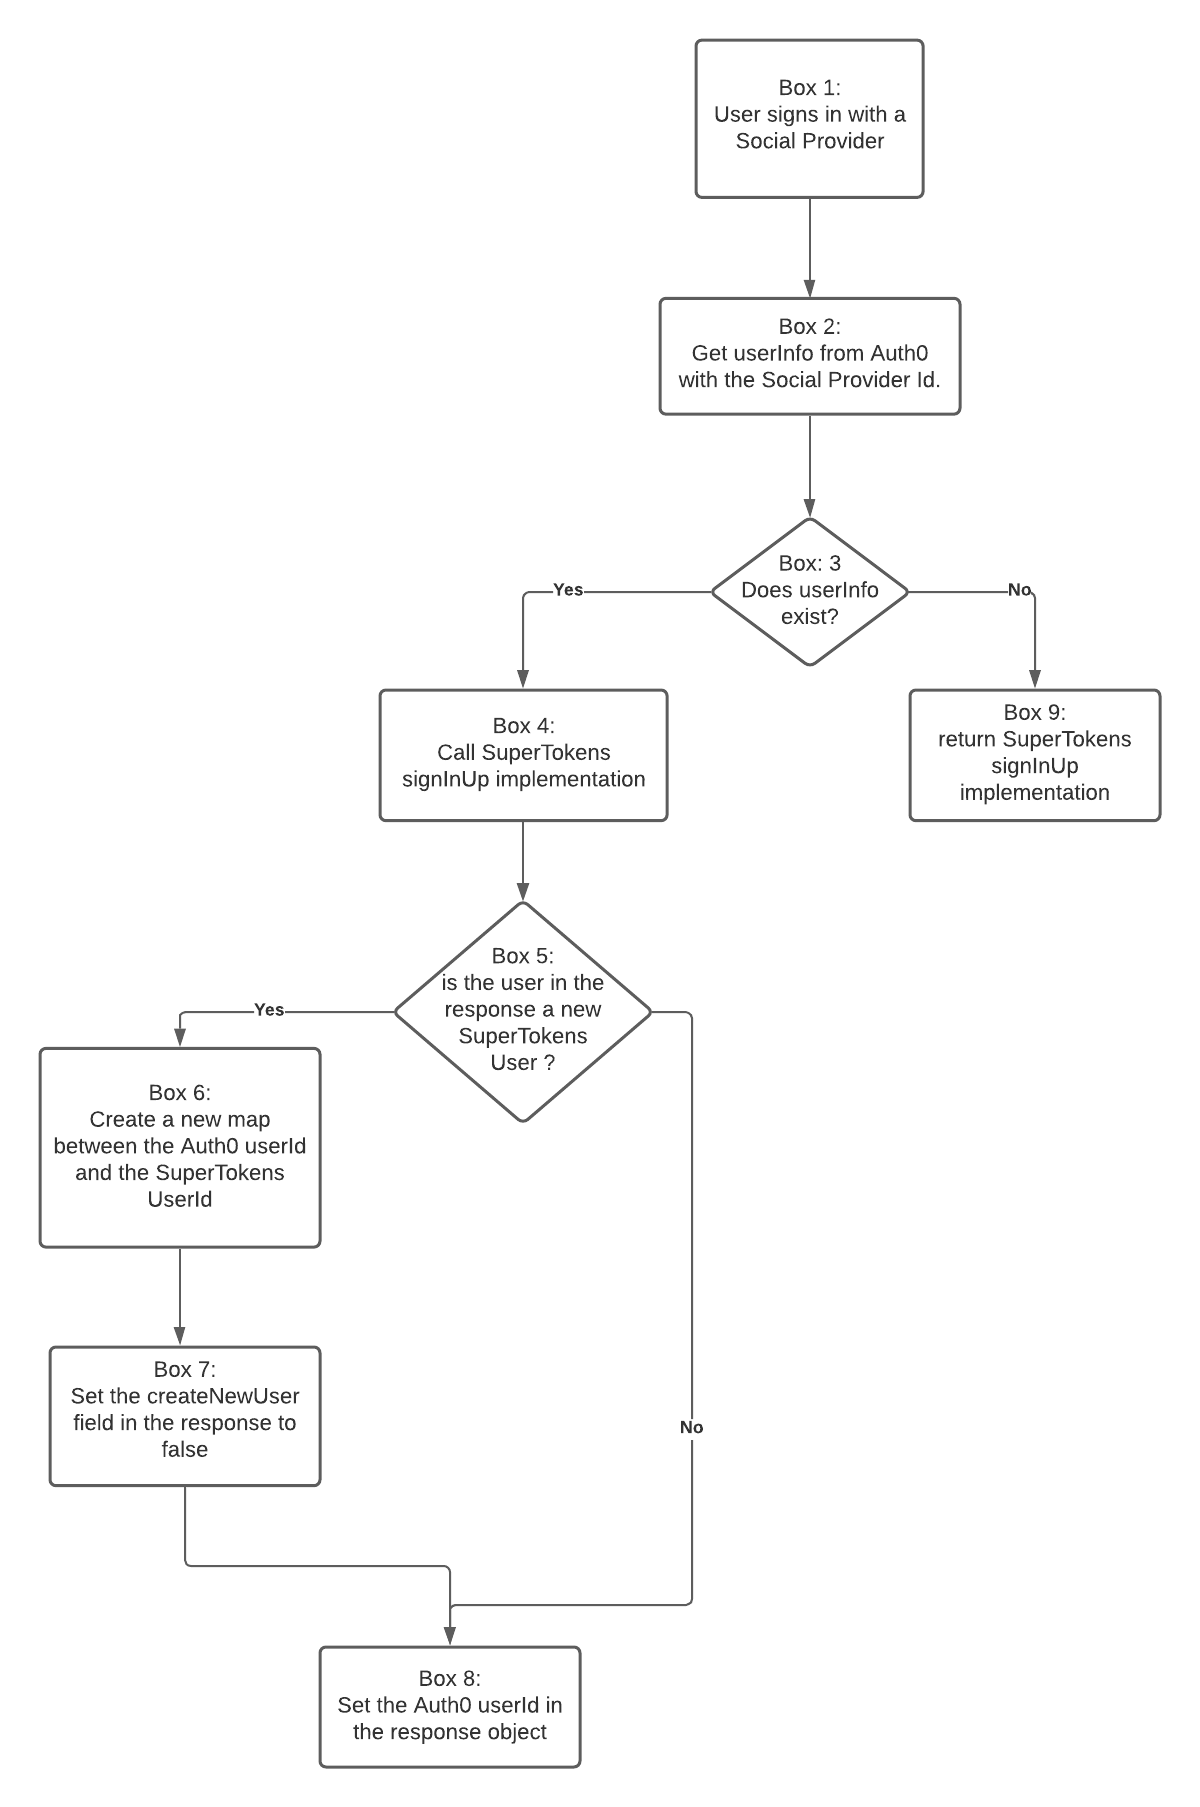 Box 1:
User signs in with a
Social Provider
Box 2:
Get userInfo from Auth0
with the Social Provider Id.
Box: 3
Does userInfo
exist?
Yes
No
Box 4:
Call SuperTokens
signInUp implementation
Box 9:
return SuperTokens
signInUp
implementation
Box 5:
is the user in the
response a new
SuperTokens
User ?
Yes
Box 6:
Create a new map
between the Auth0 userId
and the SuperTokens
UserId
Box 7:
Set the createNewUser
field in the response to
false
No
Box 8:
Set the Auth0 userId in
the response object